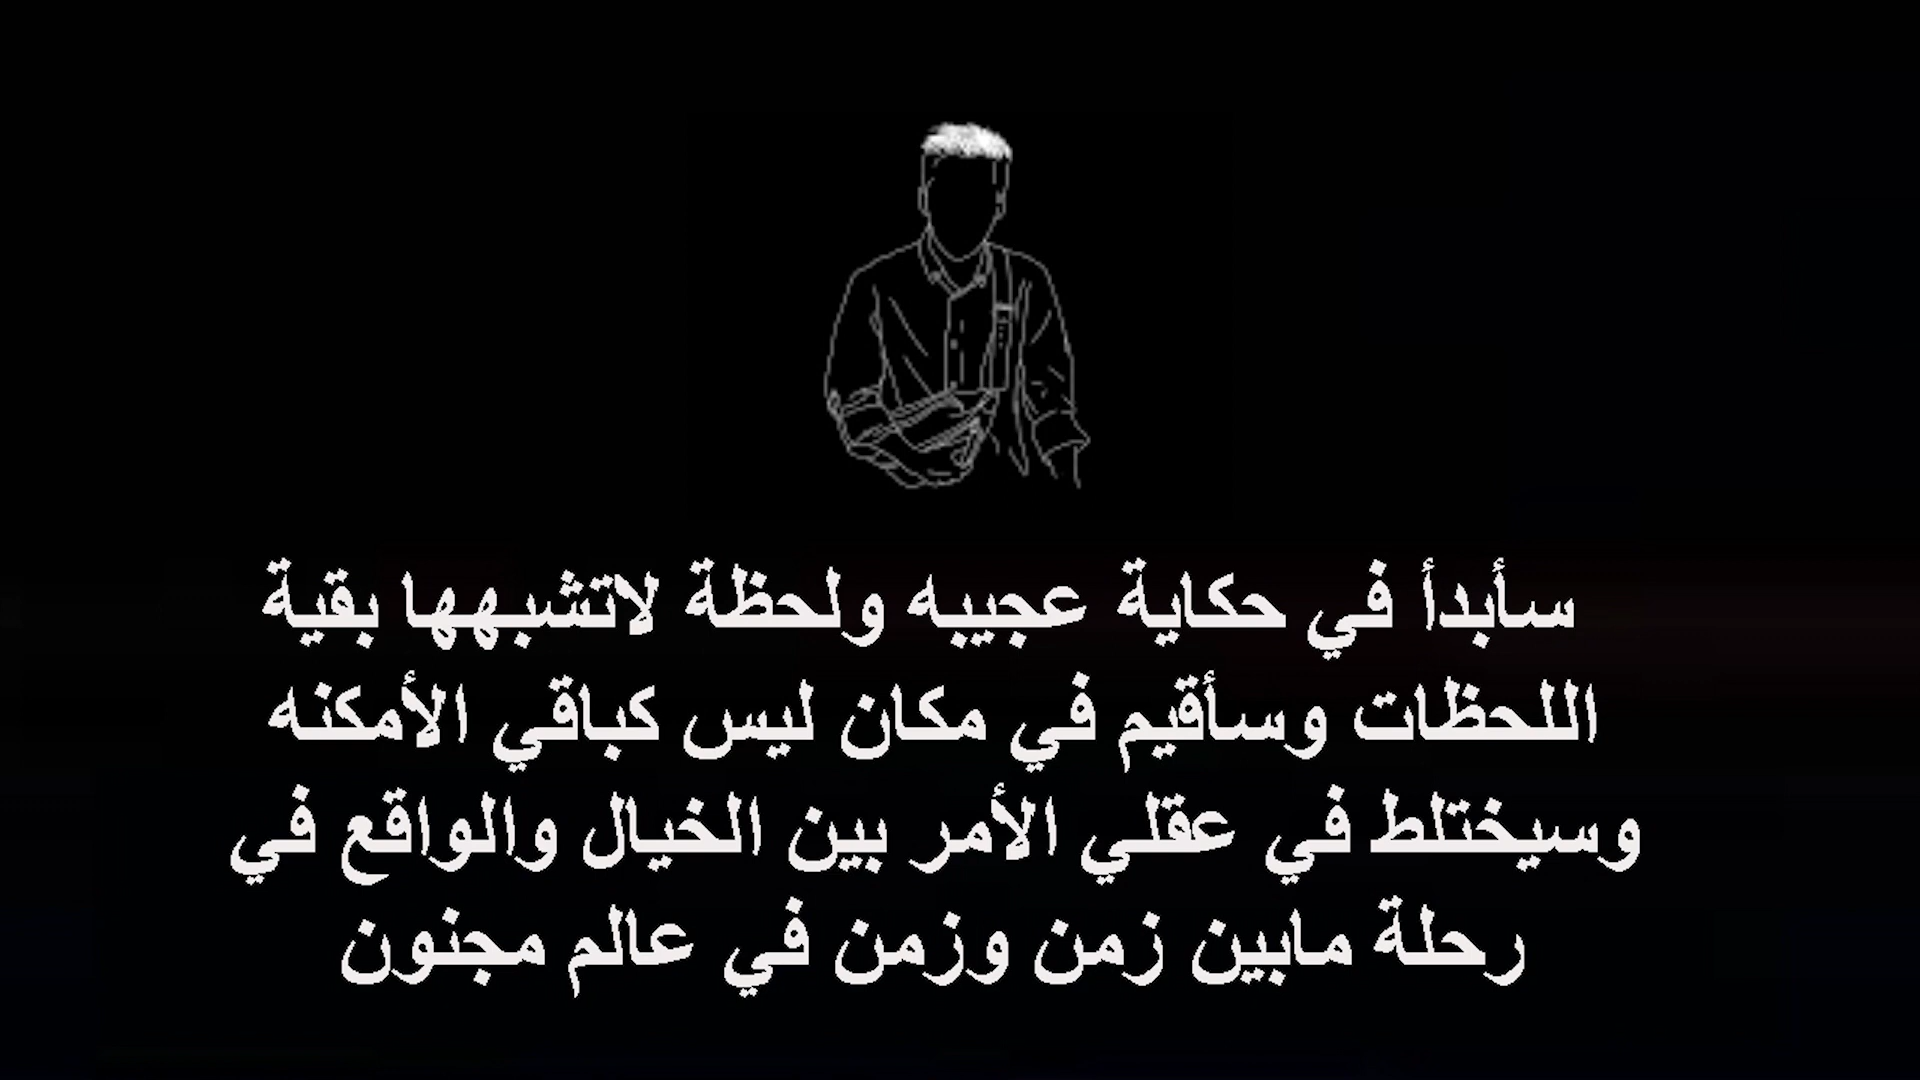 سأبدأ في حكاية عجيبه ولحظة لاتشبهها بقية
اللحظات وسأقيم في مكان ليس كباقي الأمكنه
وسيختلط في عقلي الأمر بين الخيال والواقع في
رحلة مابين زمن وزمن في عالم مجنون